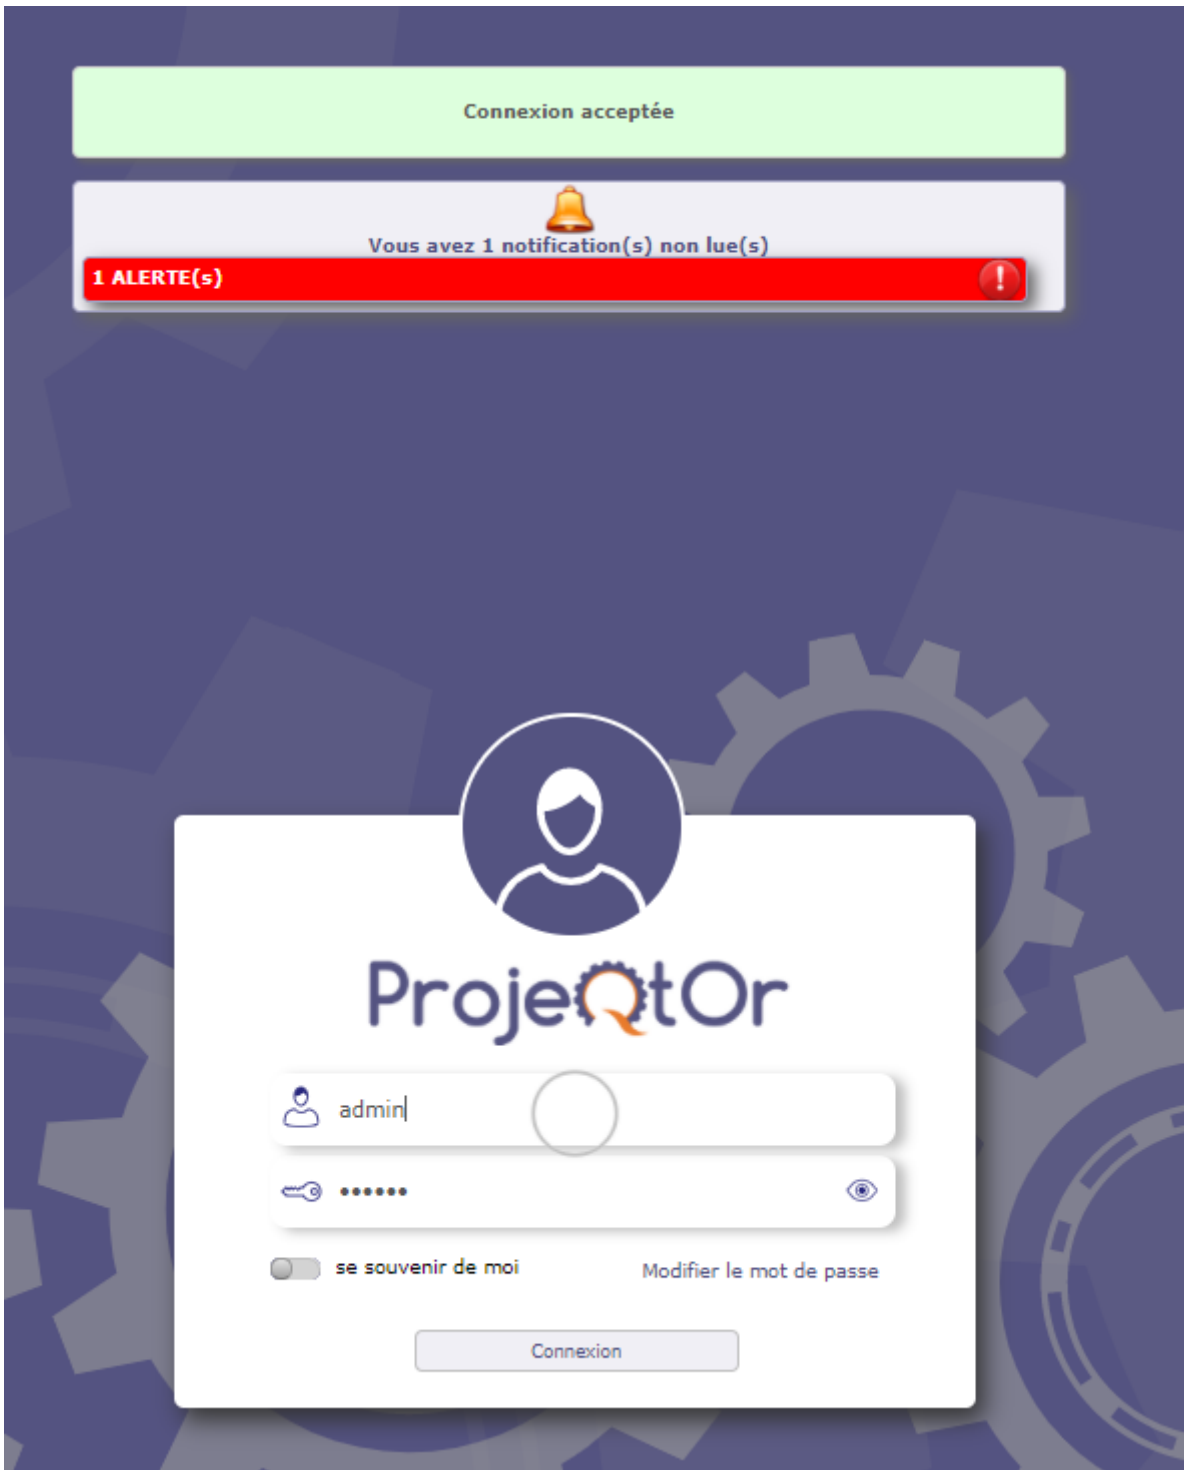 Connexion acceptée
Vous avez 1 notification(s) non lue(s)
1 ALERTE(s)
ProjeQtOr
admin
••••••
se souvenir de moi
Modifier le mot de passe
Connexion